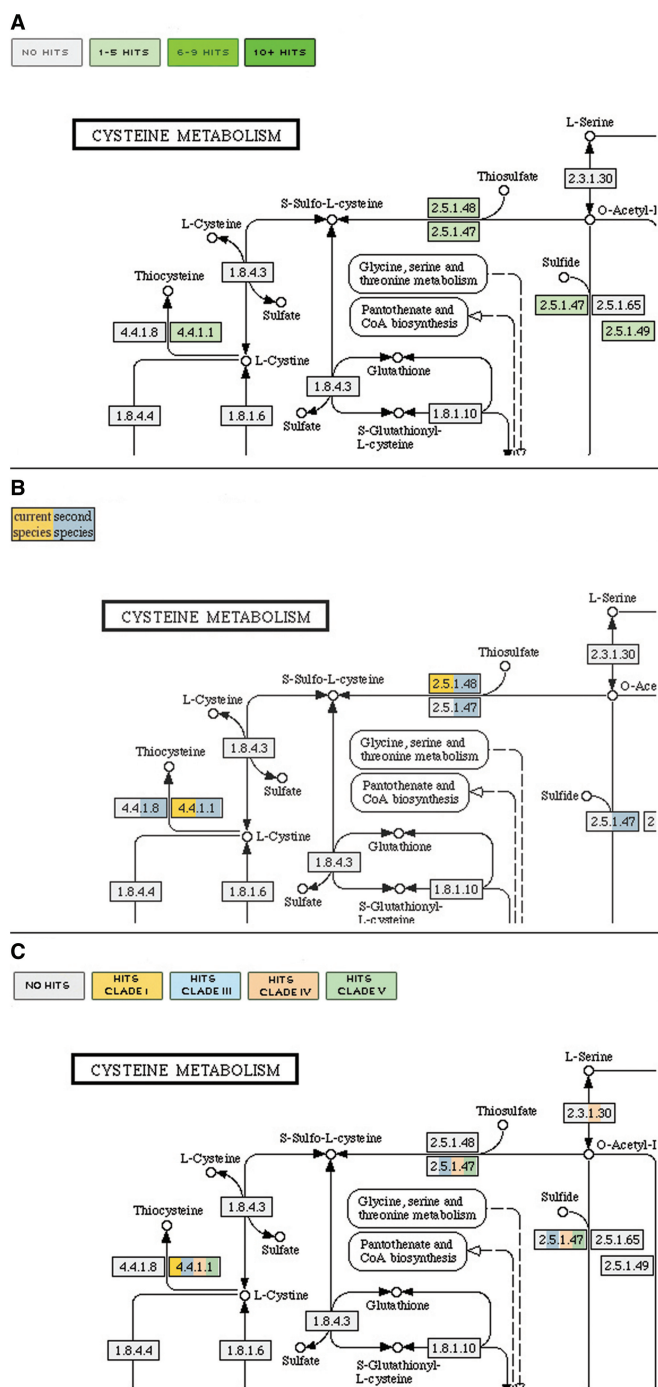 A
NO HITS
1-5 HITS
6-9 HITS
10+ HITS
CYSTEINE METABOLISM
L-Serine
2.3.1.30
Thiosulfate
S-Sulfo-L-cysteine
2.5.1.48
2.5.1.47
O-Acetyl-L
L-Cysteine
1.8.4.3
Sulfate
Glycine, serine and
threonine metabolism
Pantothenate and
CoA biosynthesis
Sulfide
2.5.1.47
2.5.1.65
2.5.1.49
Thiocysteine
4.4.1.8
4.4.1.1
L-Cystine
Glutathione
1.8.4.3
1.8.4.4
1.8.1.6
Sulfate
1.8.1.10
S-Glutathionyl-
L-cysteine
B
current second
species species
CYSTEINE METABOLISM
L-Serine
2.3.1.30
Thiosulfate
S-Sulfo-L-cysteine
2.5.1.48
2.5.1.47
O-Ace
L-Cysteine
1.8.4.3
Sulfate
Glycine, serine and
threonine metabolism
Pantothenate and
CoA biosynthesis
Sulfide
2.5.1.47
2
Thiocysteine
4.4.1.8
4.4.1.1
L-Cystine
Glutathione
1.8.4.3
1.8.4.4
1.8.1.6
Sulfate
1.8.1.10
S-Glutathionyl-
L-cysteine
C
NO HITS
HITS
CLADE I
HITS
CLADE III
HITS
CLADE IV
HITS
CLADE V
CYSTEINE METABOLISM
L-Serine
2.3.1.30
Thiosulfate
S-Sulfo-L-cysteine
2.5.1.48
2.5.1.47
O-Acetyl-L
L-Cysteine
1.8.4.3
Sulfate
Glycine, serine and
threonine metabolism
Pantothenate and
CoA biosynthesis
Sulfide
2.5.1.47
2.5.1.65
2.5.1.49
Thiocysteine
4.4.1.8
4.4.1.1
L-Cystine
Glutathione
1.8.4.3
1.8.4.4
1.8.1.6
Sulfate
1.8.1.10
S-Glutathionyl-
L-cysteine